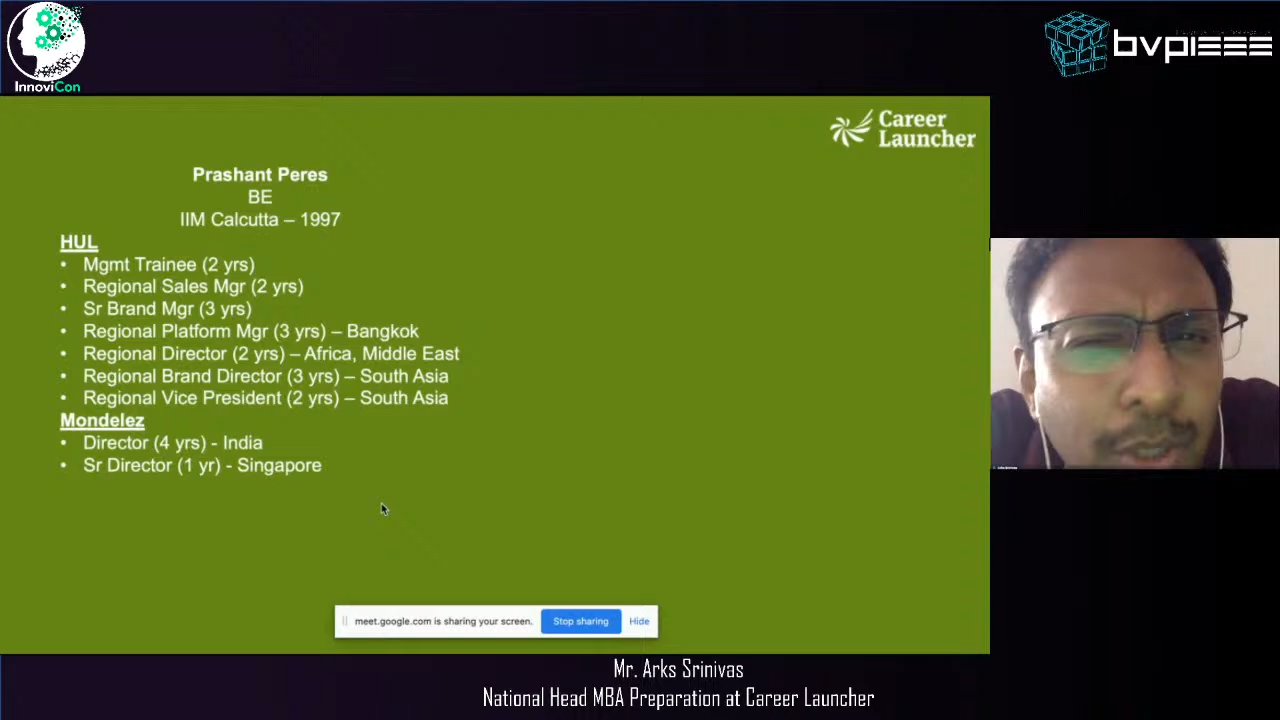 InnoviCon
bvpieee
Career
Launcher
Prashant Peres
BE
IIM Calcutta – 1997
HUL
• Mgmt Trainee (2 yrs)
• Regional Sales Mgr (2 yrs)
• Sr Brand Mgr (3 yrs)
• Regional Platform Mgr (3 yrs) – Bangkok
• Regional Director (2 yrs) – Africa, Middle East
• Regional Brand Director (3 yrs) – South Asia
• Regional Vice President (2 yrs) – South Asia
Mondelez
• Director (4 yrs) - India
• Sr Director (1 yr) - Singapore
meet.google.com is sharing your screen. Stop sharing Hide
Mr. Arks Srinivas
National Head MBA Preparation at Career Launcher